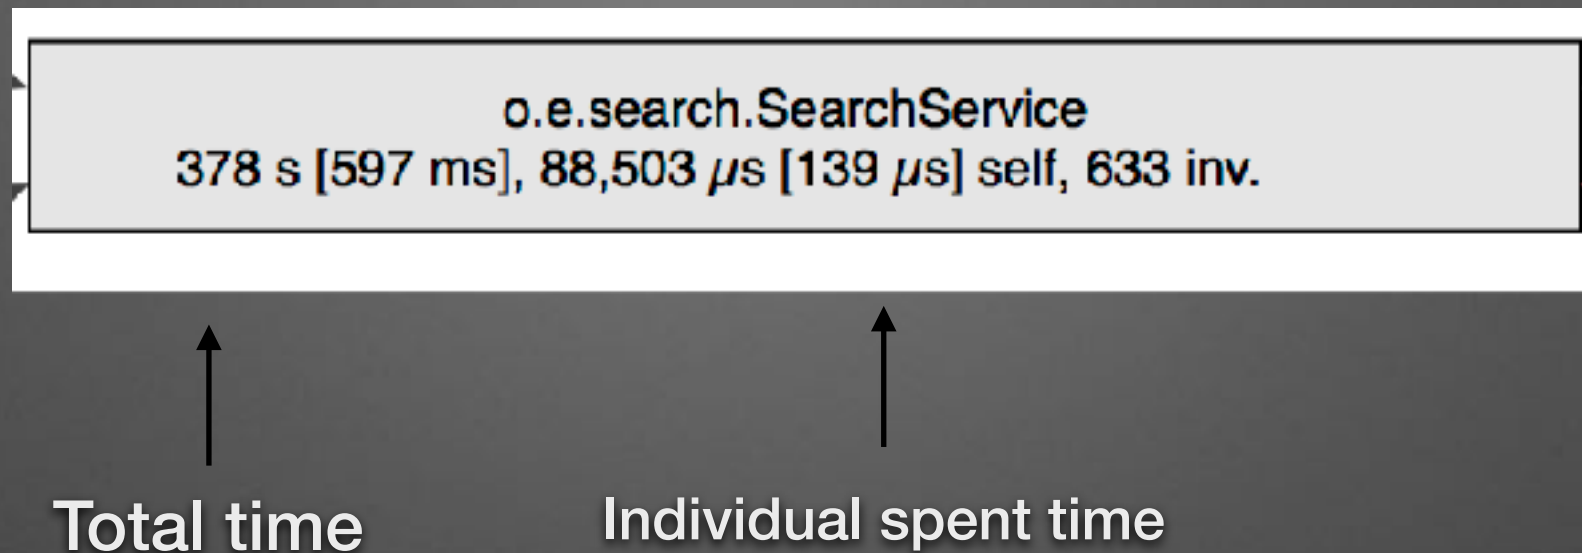 o.e.search.SearchService
378 s [597 ms], 88,503 µs [139 µs] self, 633 inv.
Total time
Individual spent time